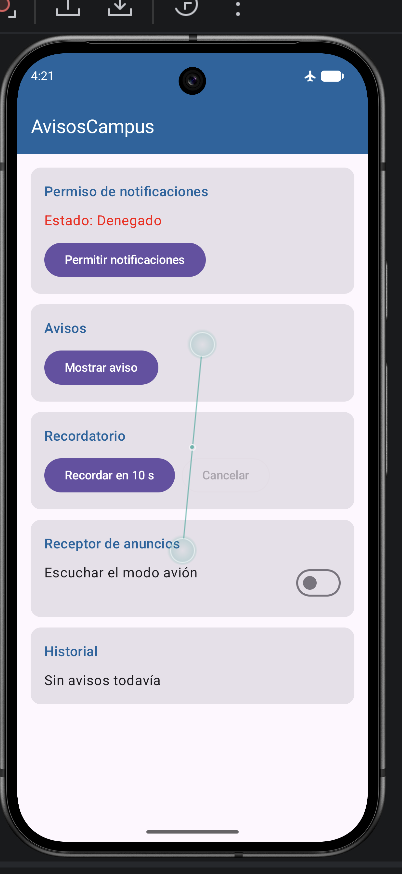 4:21
AvisosCampus
Permiso de notificaciones
Estado: Denegado
Permitir notificaciones
Avisos
Mostrar aviso
Recordatorio
Recordar en 10 s
Cancelar
Receptor de anuncios
Escuchar el modo avión
Historial
Sin avisos todavía